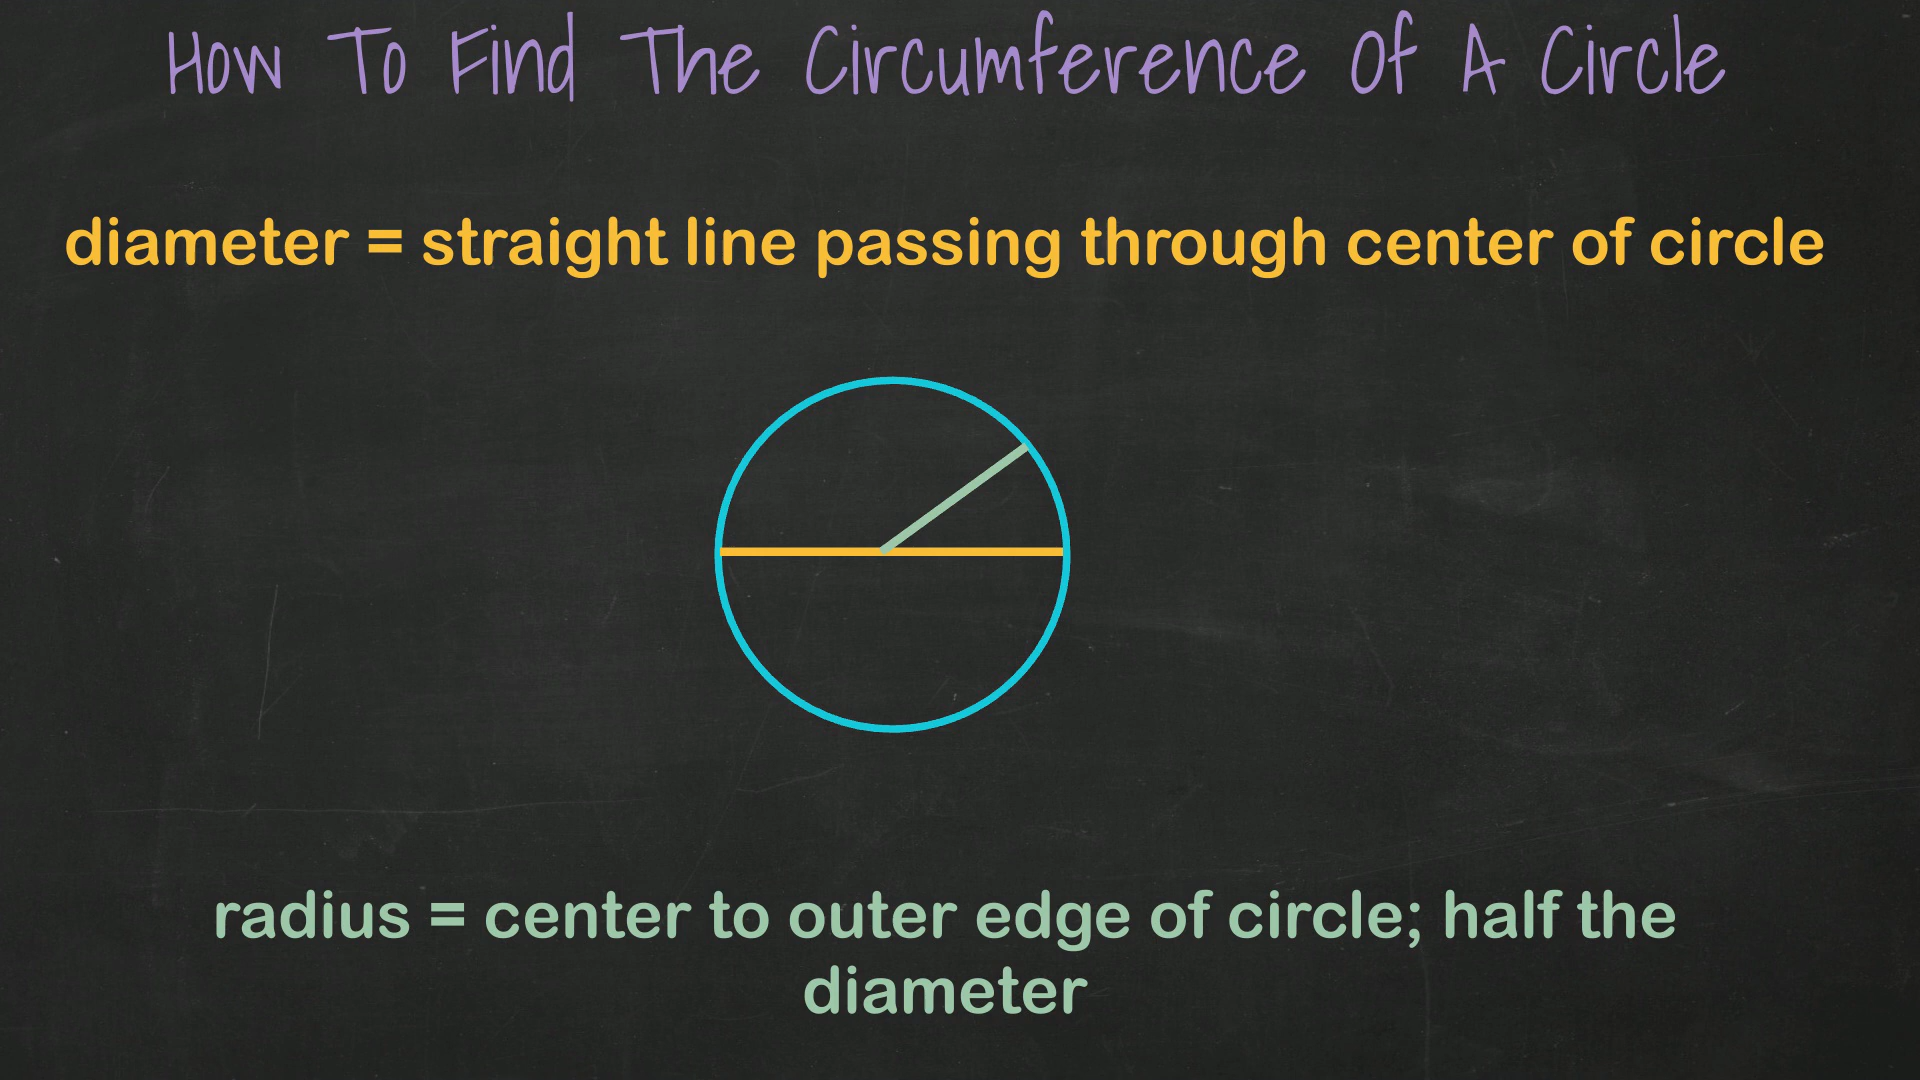 How To Find The Circumference Of A Circle
diameter = straight line passing through center of circle
radius = center to outer edge of circle; half the
diameter